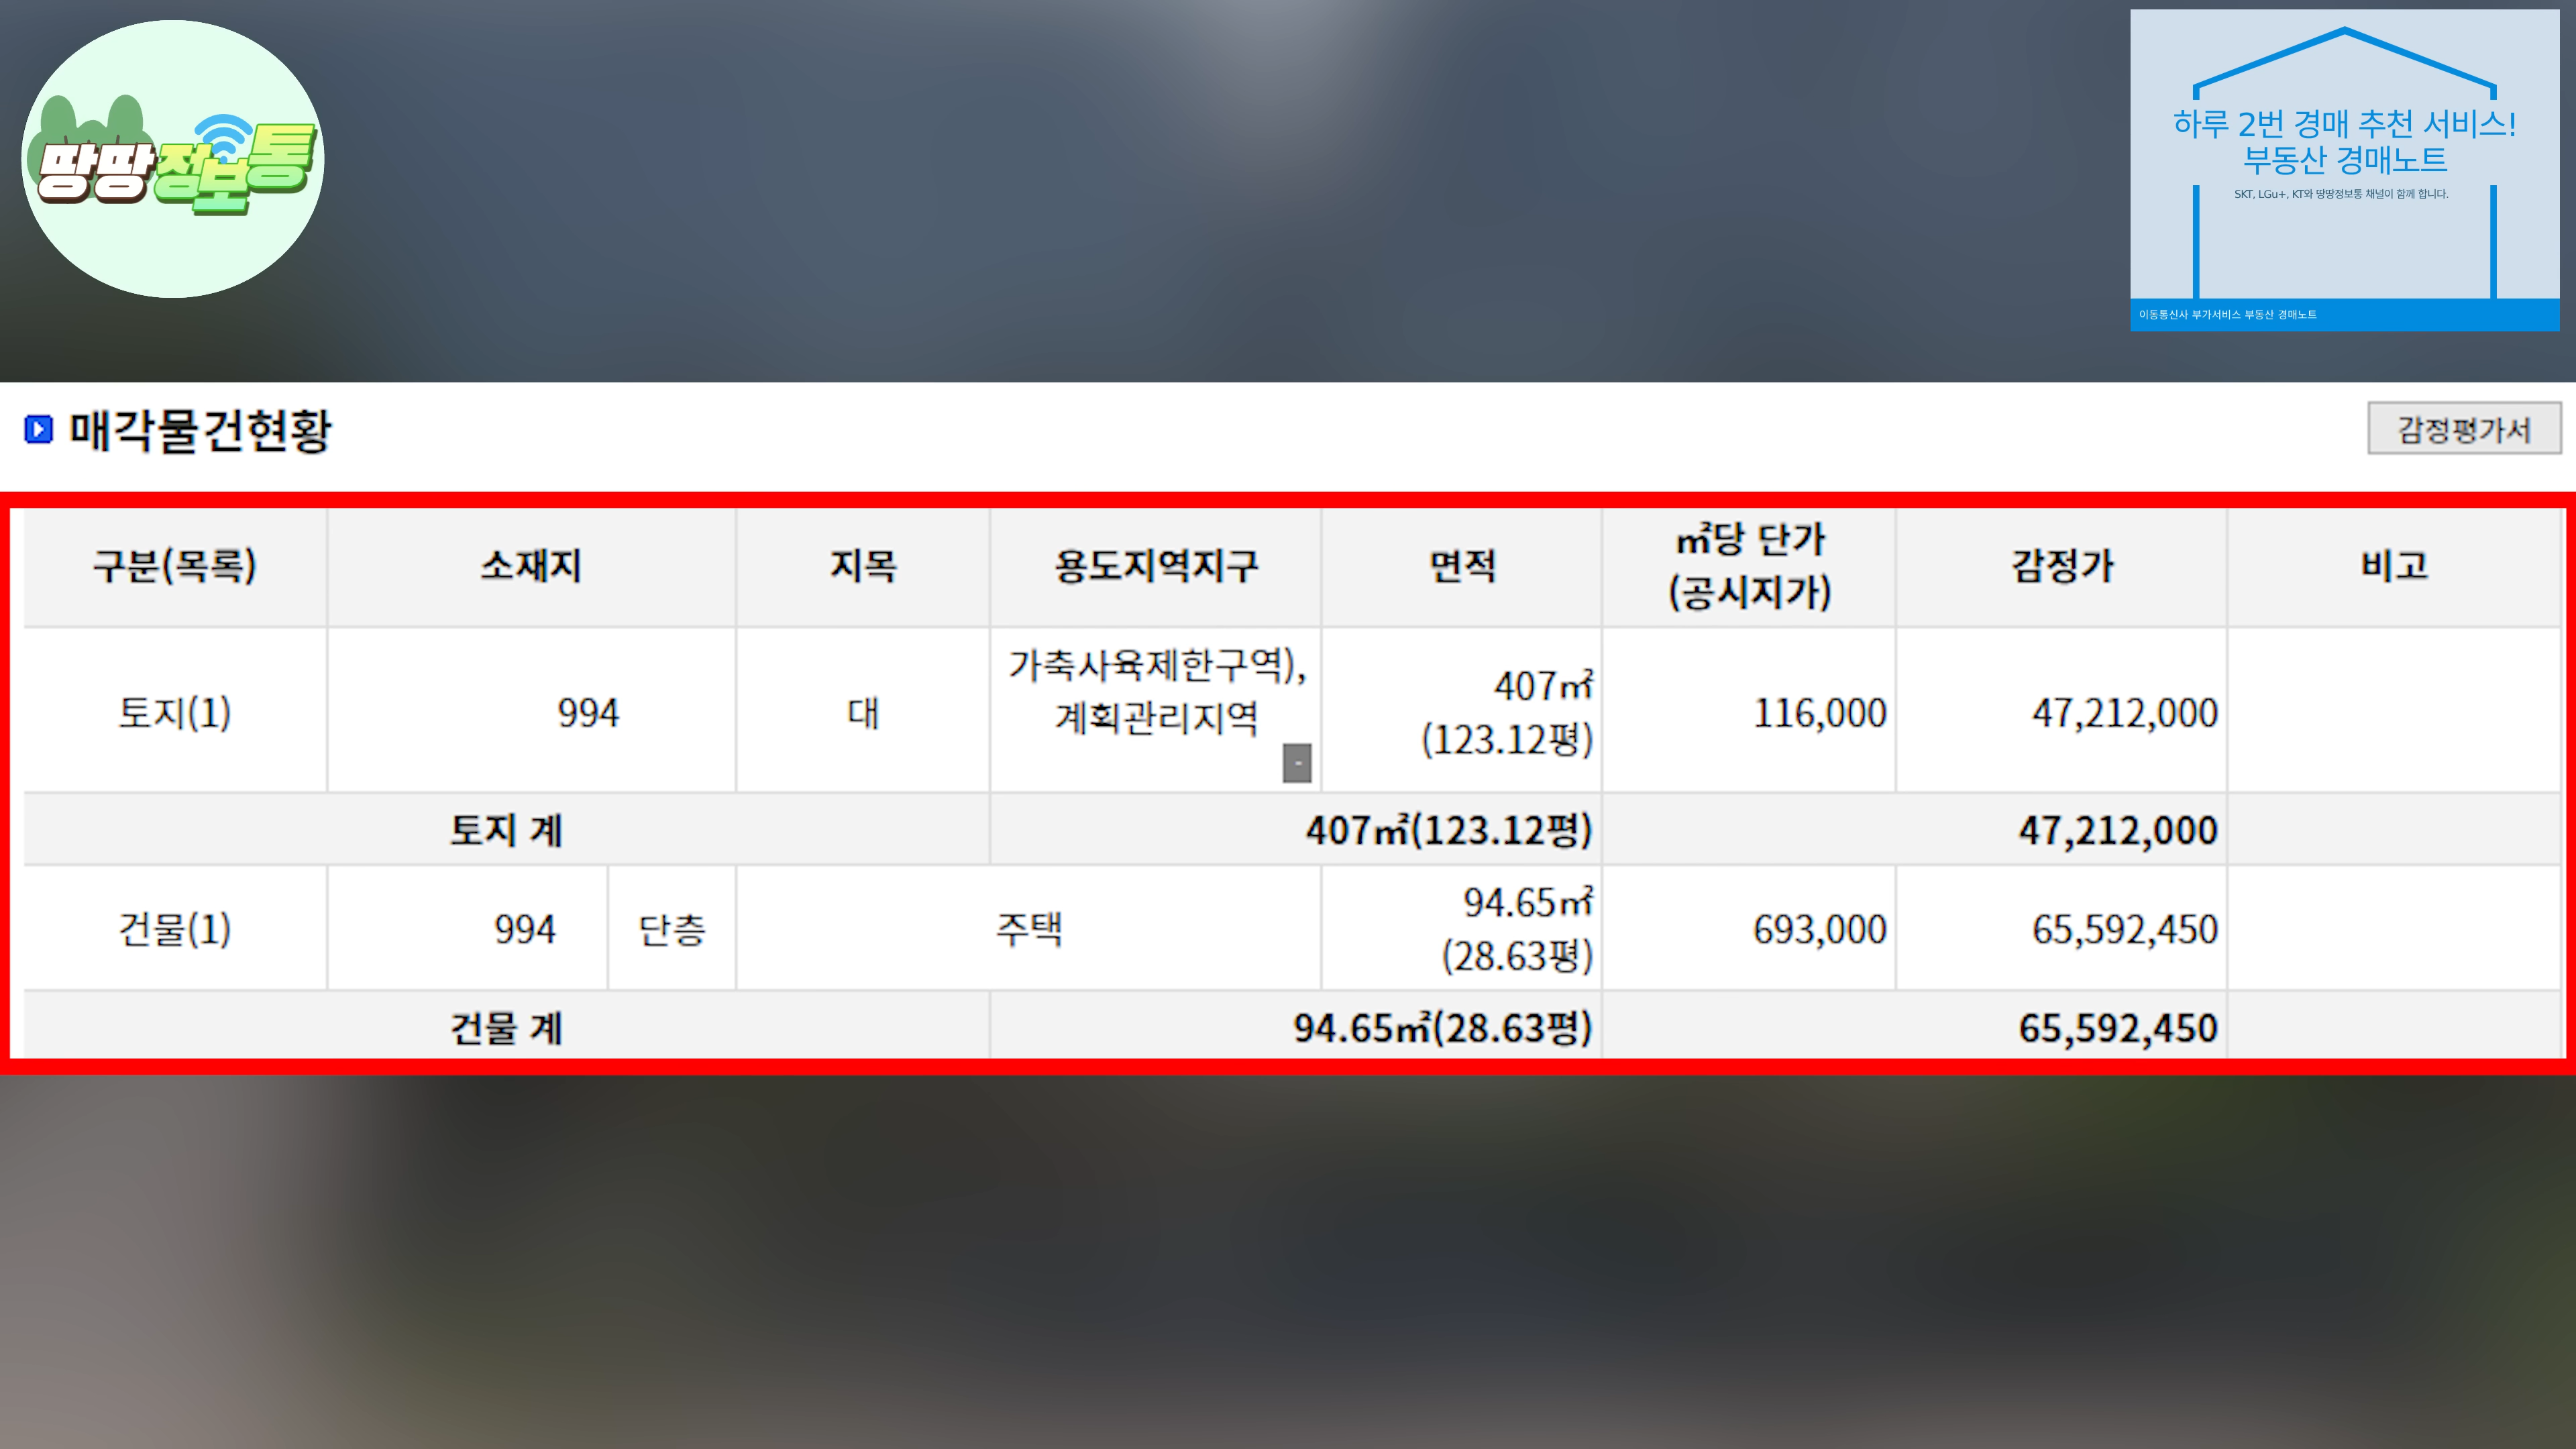 땅땅정보통
하루 2번 경매 추천 서비스!
부동산 경매노트
SKT, LGu+, KT와 땅땅정보통 채널이 함께 합니다.
이동통신사 부가서비스 부동산 경매노트
매각물건현황
감정평가서
구분(목록) 소재지 지목 용도지역지구 면적 ㎡당 단가 (공시지가) 감정가 비고
토지(1) 994 대 가축사육제한구역), 계획관리지역 407㎡ (123.12평) 116,000 47,212,000
-
토지 계 407㎡(123.12평) 47,212,000
건물(1) 994 단층 주택 94.65㎡ (28.63평) 693,000 65,592,450
건물 계 94.65㎡(28.63평) 65,592,450